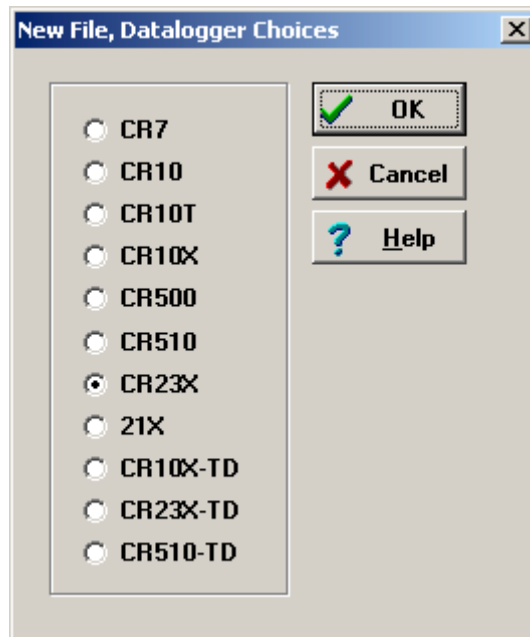 New File, Datalogger Choices
CR7
CR10
CR10T
CR10X
CR500
CR510
CR23X
21X
CR10X-TD
CR23X-TD
CR510-TD
OK
Cancel
Help